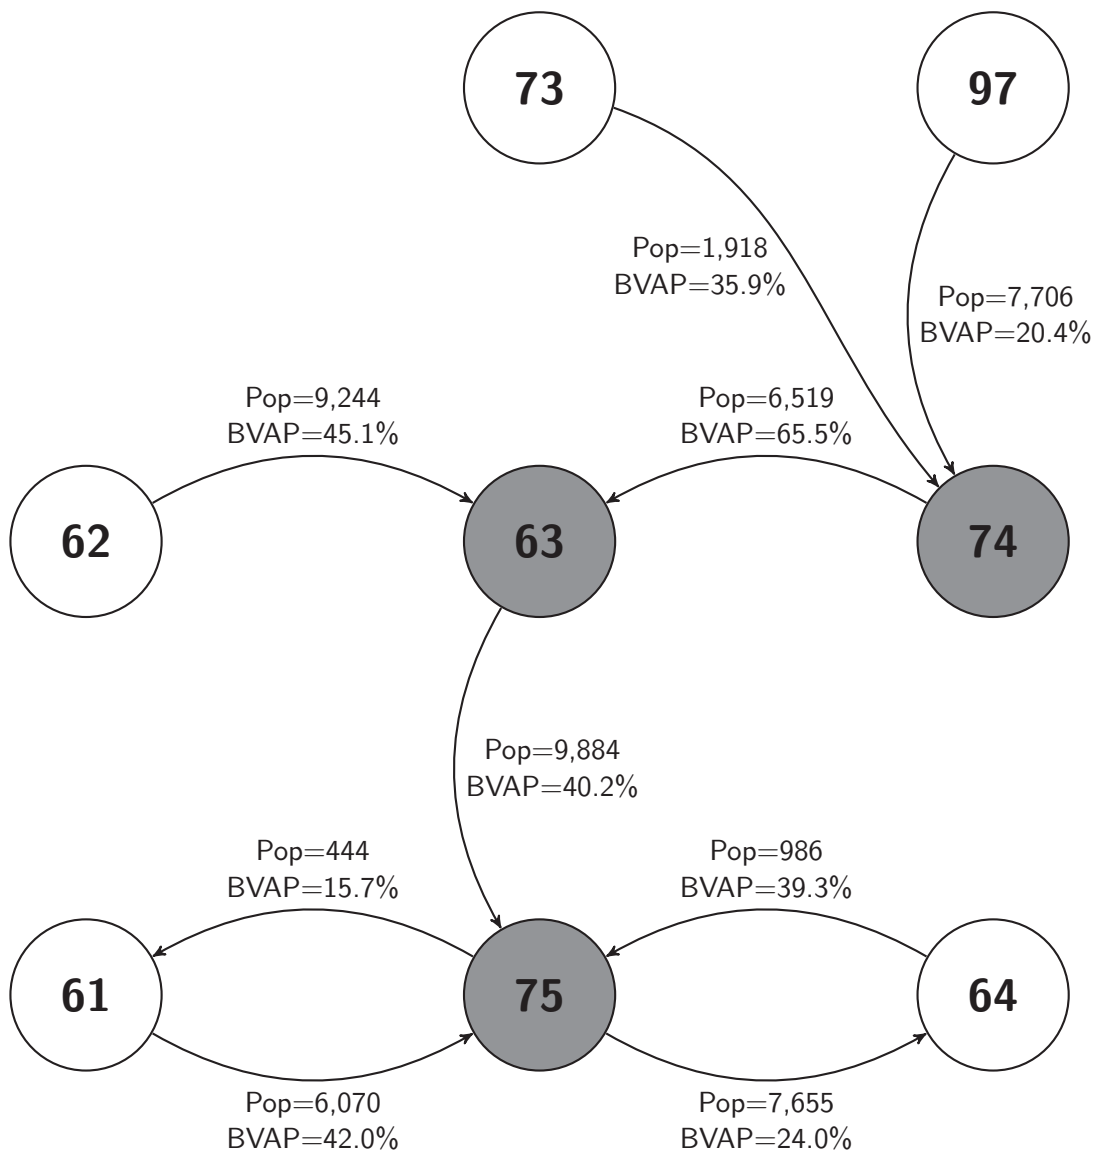 73
97
Pop=1,918
BVAP=35.9%
Pop=7,706
BVAP=20.4%
Pop=9,244
BVAP=45.1%
Pop=6,519
BVAP=65.5%
62
63
74
Pop=9,884
BVAP=40.2%
Pop=444
BVAP=15.7%
Pop=986
BVAP=39.3%
61
75
64
Pop=6,070
BVAP=42.0%
Pop=7,655
BVAP=24.0%